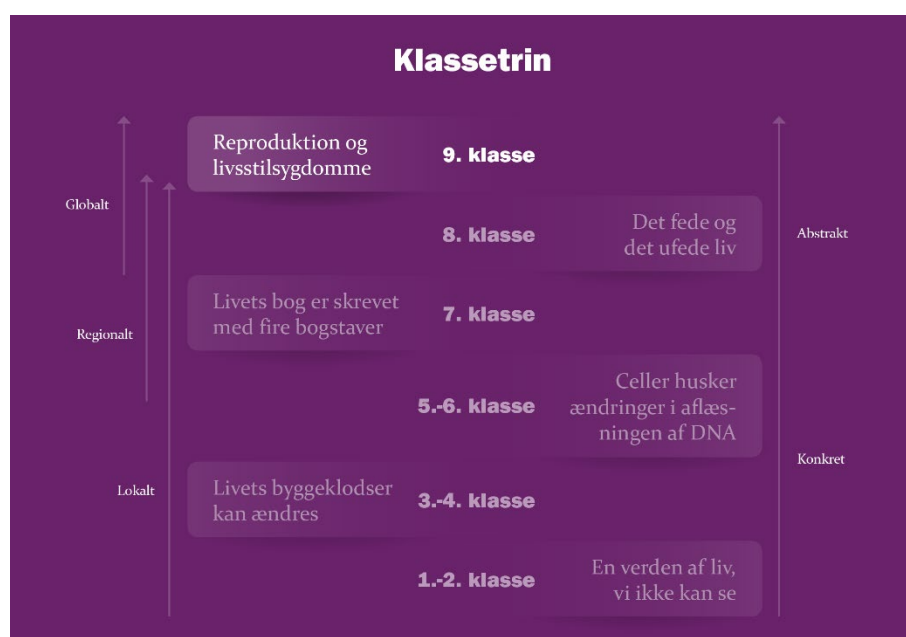 Klassetrin
Reproduktion og
livsstilsygdomme
9. klasse
Globalt
8. klasse
Det fede og
det ufede liv
Abstrakt
Livets bog er skrevet
med fire bogstaver
7. klasse
Regionalt
5.-6. klasse
Celler husker
ændringer i aflæs-
ningen af DNA
Konkret
Lokalt
Livets byggeklodser
kan ændres
3.-4. klasse
1.-2. klasse
En verden af liv,
vi ikke kan se